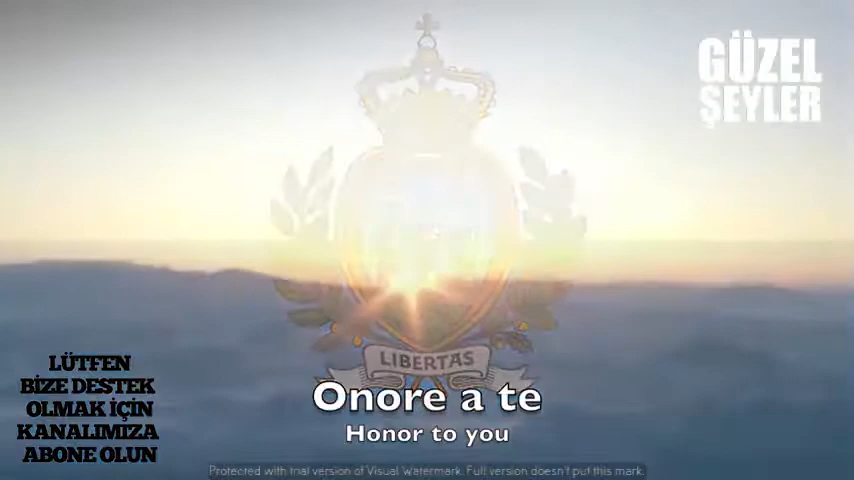 GÜZEL
ŞEYLER
LIBERTAS
LÜTFEN
BİZE DESTEK
OLMAK İÇİN
KANALIMIZA
ABONE OLUN
Onore a te
Honor to you
Protected with trial version of Visual Watermark. Full version doesn't put this mark.